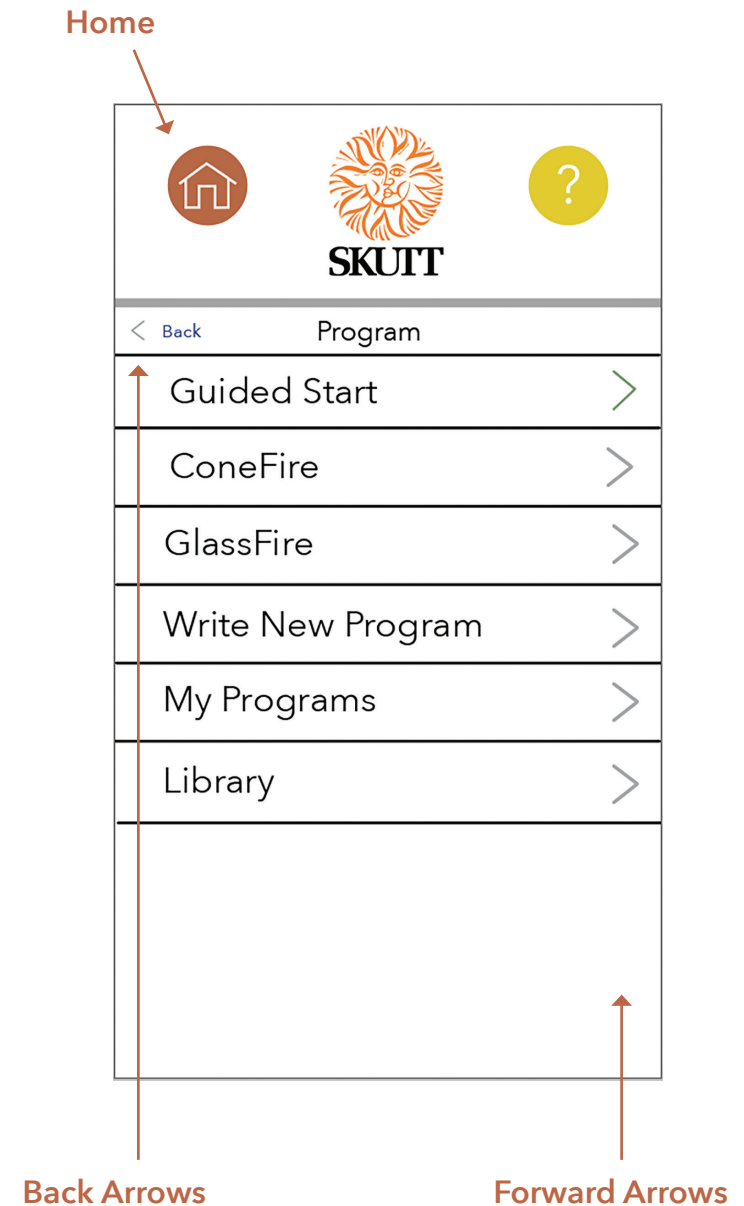 Home
SKUTT
?
Back
Program
Guided Start
ConeFire
GlassFire
Write New Program
My Programs
Library
Back Arrows
Forward Arrows